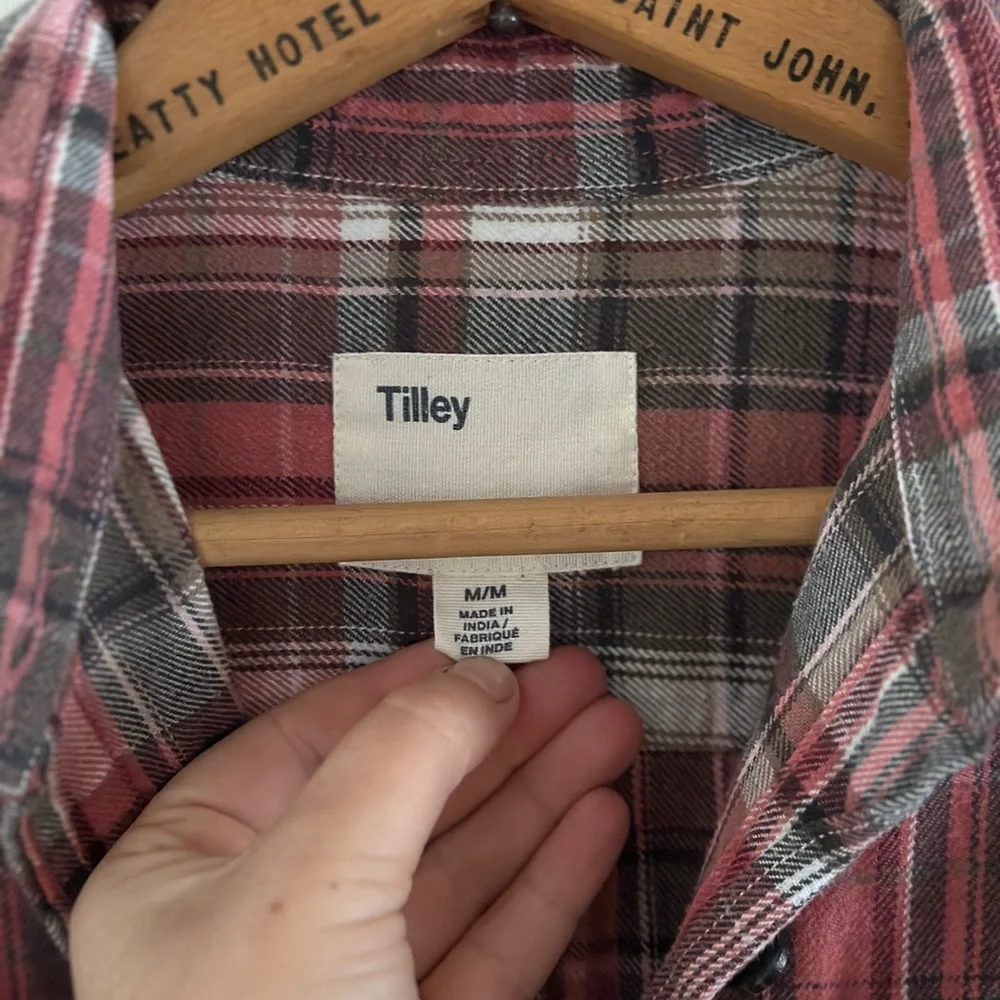 EATTY HOTEL
SAINT JOHN.
Tilley
M/M
MADE IN
INDIA /
FABRIQUÉ
EN INDE